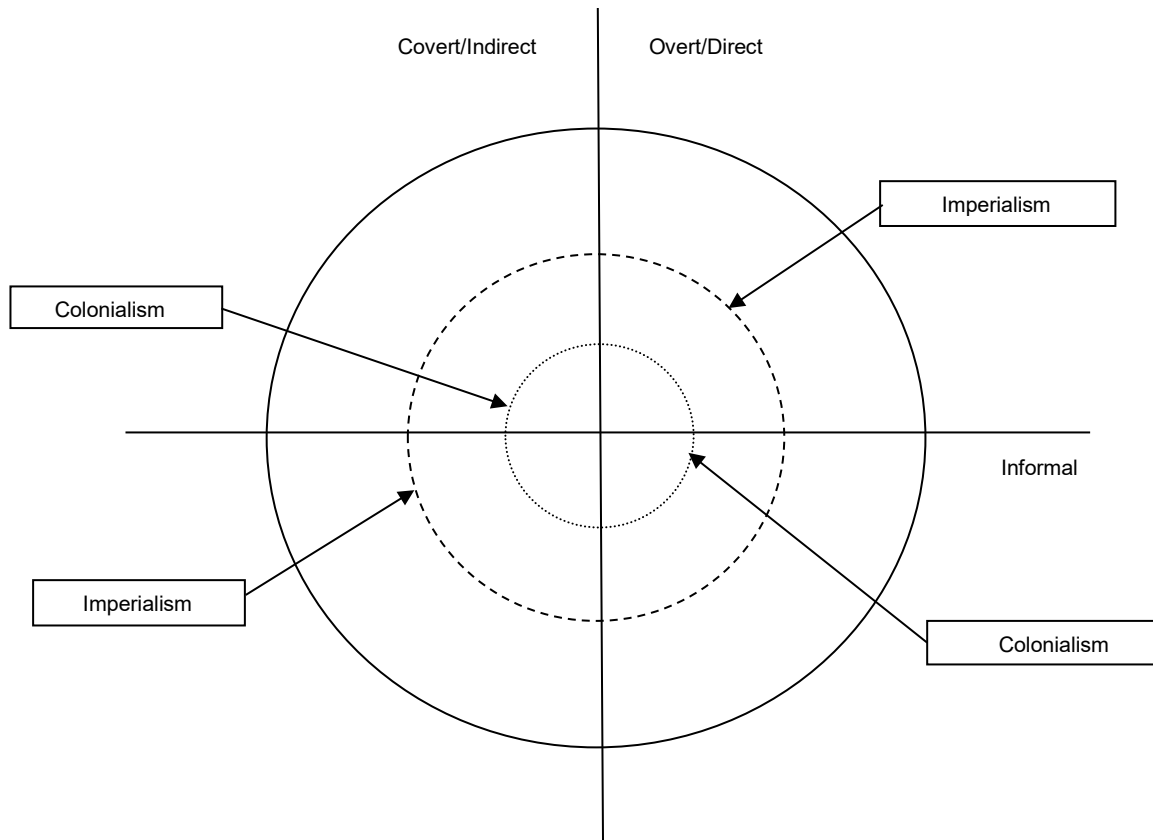 Covert/Indirect
Overt/Direct
Imperialism
Colonialism
Informal
Imperialism
Colonialism